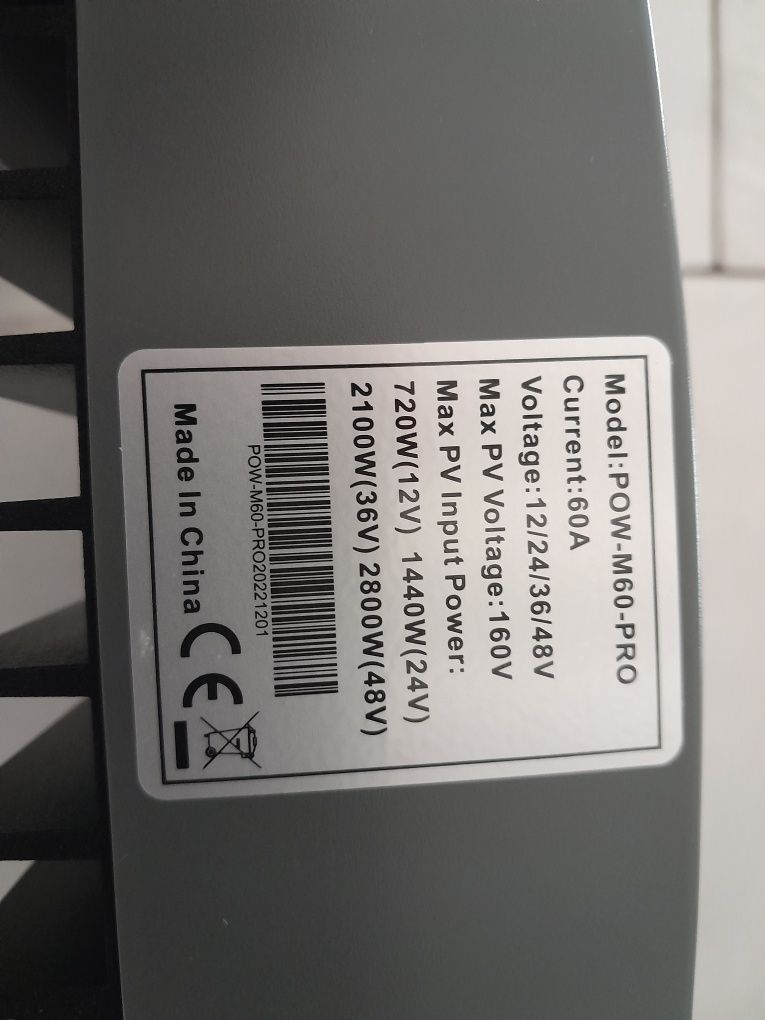 Model:POW-M60-PRO
Current:60A
Voltage:12/24/36/48V
Max PV Voltage:160V
Max PV Input Power:
720W(12V) 1440W(24V)
2100W(36V) 2800W(48V)
POW-M60-PRO20221201
Made In China CE